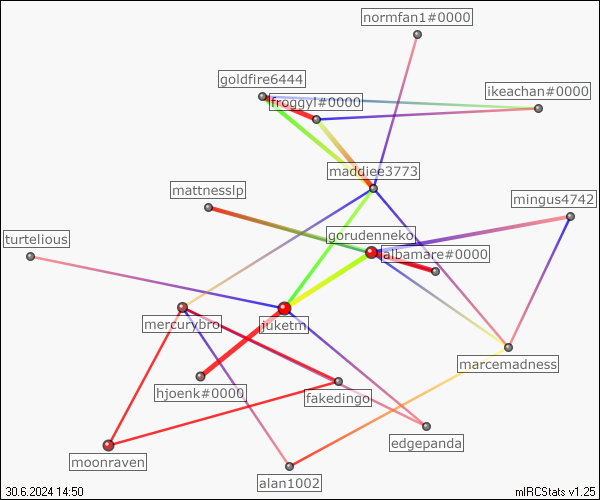 normfan1#0000
goldfire6444
ikeachan#0000
froggyl#0000
maddiee3773
mattnesslp
mingus4742
turtelious
gorudenneko
albamare#0000
mercurybro
juketm
marcemadness
hjoenk#0000
fakedingo
edgepanda
moonraven
alan1002
30.6.2024 14:50
mIRCStats v1.25